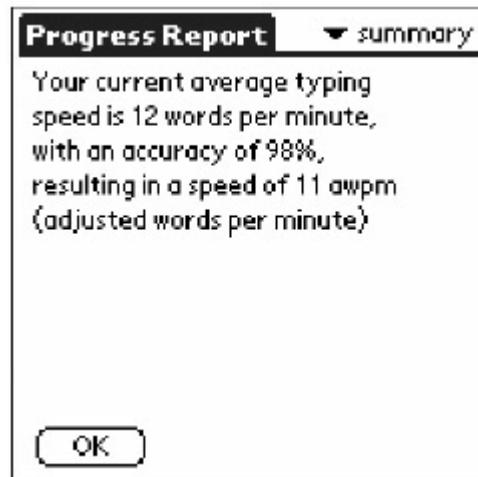 Progress Report summary
Your current average typing
speed is 12 words per minute,
with an accuracy of 98%,
resulting in a speed of 11 awpm
(adjusted words per minute)
OK